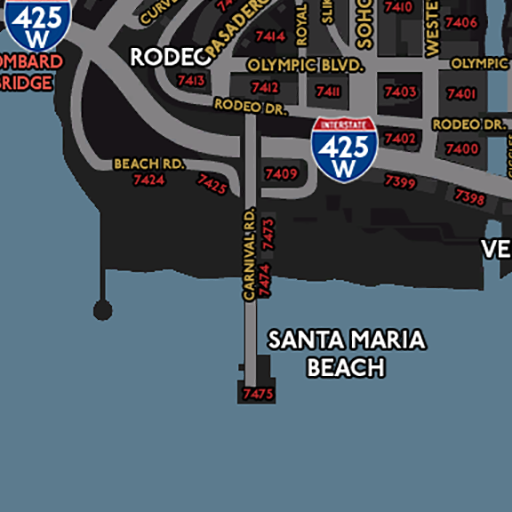 425
W
OMBARD
BRIDGE
CURVE
PASADERO
7414
ROYAL
SOHO
7410
WESTE
7406
RODEO
7413
OLYMPIC BLVD.
OLYMPIC
7412
7411
7403
7401
RODEO DR.
RODEO DR.
INTERSTATE
425
W
7402
7400
BEACH RD.
7424
7425
7409
7399
7398
CARNIVAL RD.
7473
7474
VE
SANTA MARIA
BEACH
7475